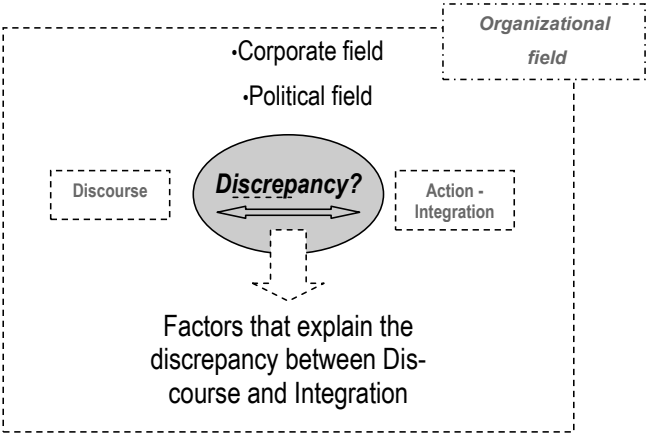 Organizational
field
•Corporate field
•Political field
Discrepancy?
Discourse
Action -
Integration
Factors that explain the
discrepancy between Dis-
course and Integration